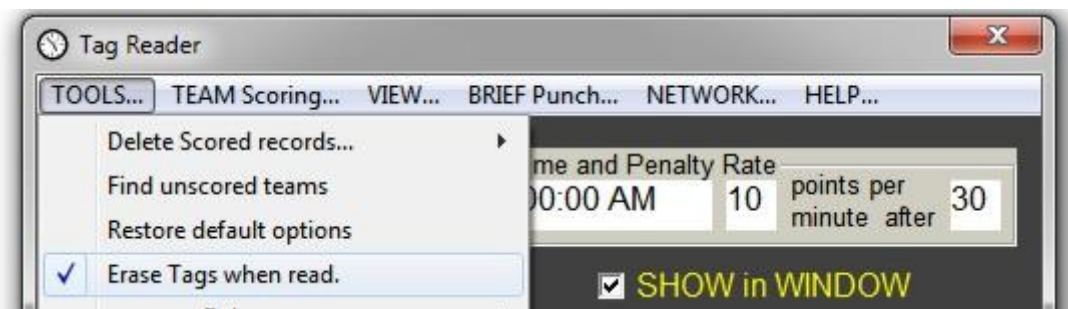 Tag Reader
TOOLS... TEAM Scoring... VIEW... BRIEF Punch... NETWORK... HELP...
Delete Scored records...
me and Penalty Rate
Find unscored teams
00:00 AM 10 points per minute after 30
Restore default options
Erase Tags when read.
SHOW in WINDOW